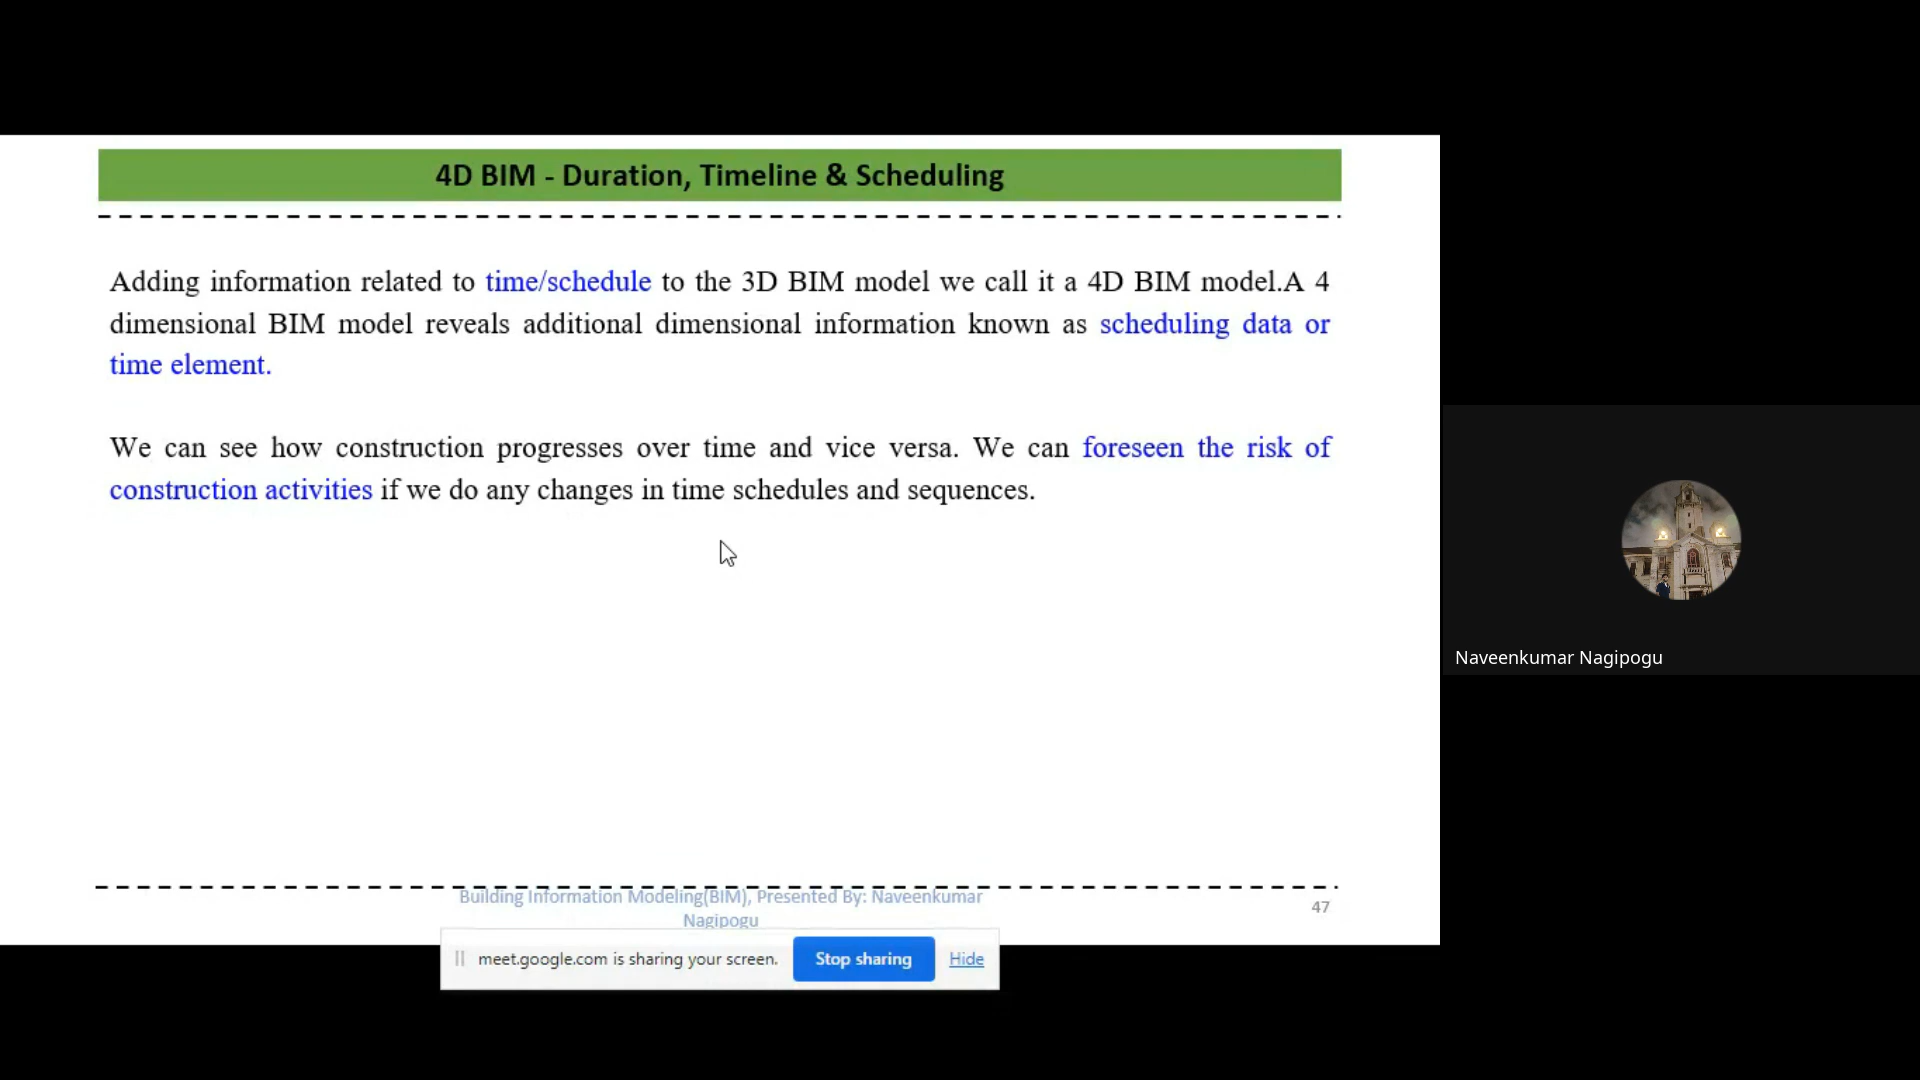 4D BIM - Duration, Timeline & Scheduling
Adding information related to time/schedule to the 3D BIM model we call it a 4D BIM model.A 4
dimensional BIM model reveals additional dimensional information known as scheduling data or
time element.
We can see how construction progresses over time and vice versa. We can foreseen the risk of
construction activities if we do any changes in time schedules and sequences.
Naveenkumar Nagipogu
Building Information Modeling(BIM), Presented By: Naveenkumar
Nagipogu
47
meet.google.com is sharing your screen.
Stop sharing
Hide